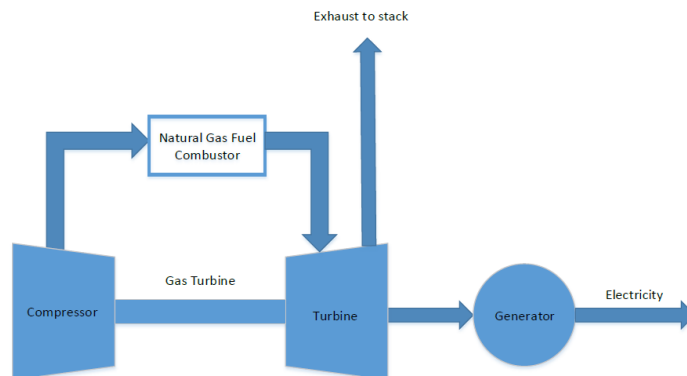 Exhaust to stack
Natural Gas Fuel
Combustor
Gas Turbine
Electricity
Compressor
Turbine
Generator